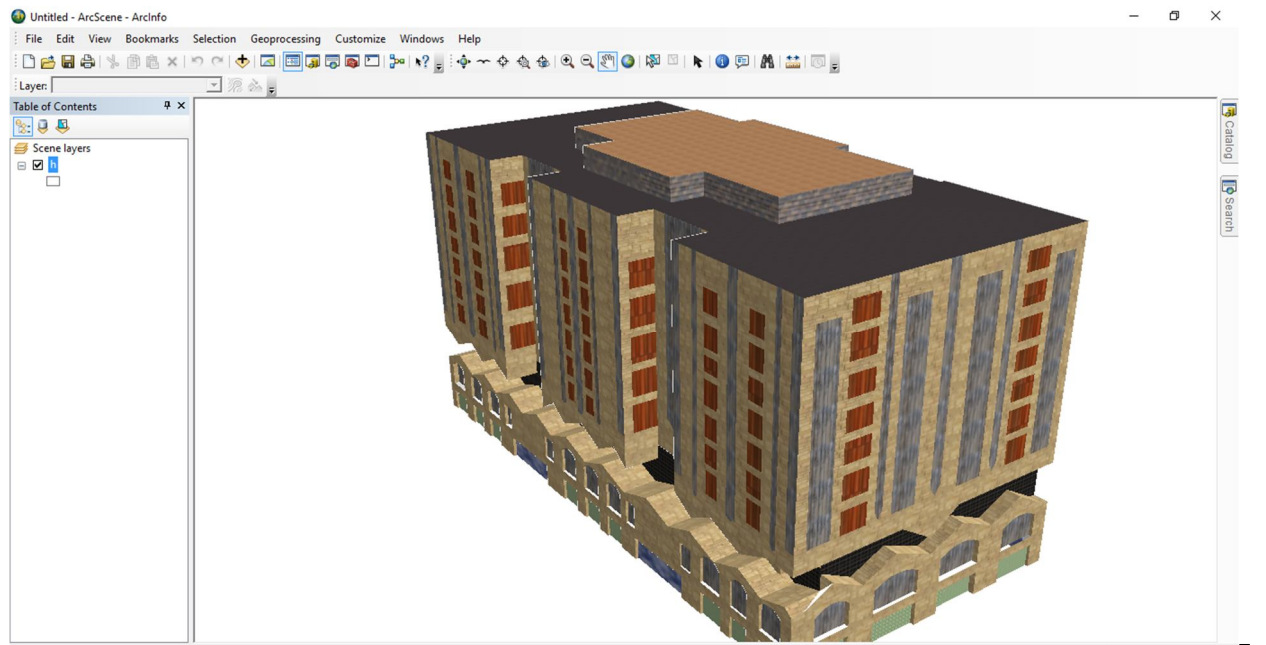 Untitled - ArcScene - ArcInfo
File Edit View Bookmarks Selection Geoprocessing Customize Windows Help
Layer:
Table of Contents
Scene layers
h
Catalog
Search